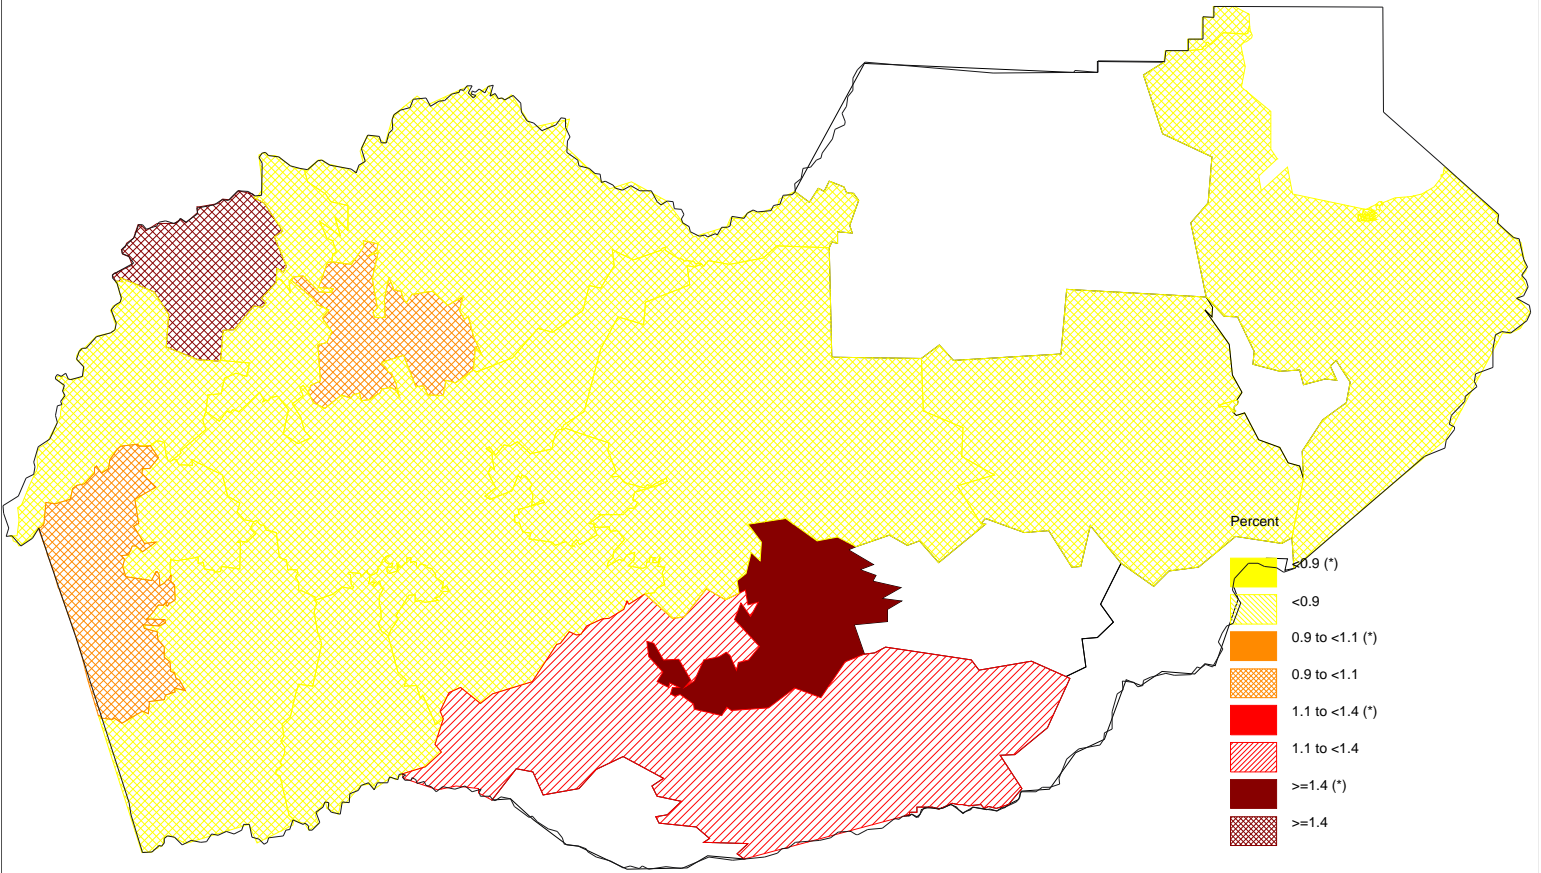 Percent
<0.9 (*)
<0.9
0.9 to <1.1 (*)
0.9 to <1.1
1.1 to <1.4 (*)
1.1 to <1.4
>=1.4 (*)
>=1.4